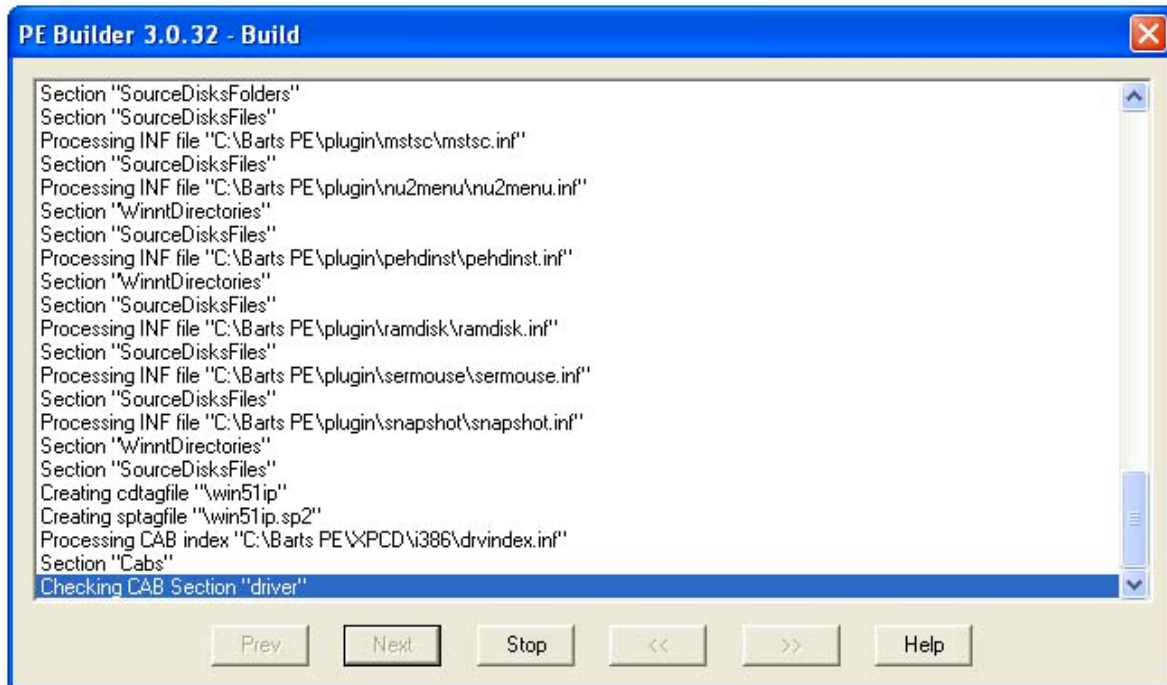 PE Builder 3.0.32 - Build
Section "SourceDisksFolders"
Section "SourceDisksFiles"
Processing INF file "C:\Barts PE\plugin\mstsc\mstsc.inf"
Section "SourceDisksFiles"
Processing INF file "C:\Barts PE\plugin\nu2menu\nu2menu.inf"
Section "WinntDirectories"
Section "SourceDisksFiles"
Processing INF file "C:\Barts PE\plugin\pehdinst\pehdinst.inf"
Section "WinntDirectories"
Section "SourceDisksFiles"
Processing INF file "C:\Barts PE\plugin\ramdisk\ramdisk.inf"
Section "SourceDisksFiles"
Processing INF file "C:\Barts PE\plugin\sermouse\sermouse.inf"
Section "SourceDisksFiles"
Processing INF file "C:\Barts PE\plugin\snapshot\snapshot.inf"
Section "WinntDirectories"
Section "SourceDisksFiles"
Creating cdtagfile "\win51ip"
Creating sptagfile "\win51ip.sp2"
Processing CAB index "C:\Barts PE\XPCD\i386\drvindex.inf"
Section "Cabs"
Checking CAB Section "driver"
Prev Next Stop << >> Help